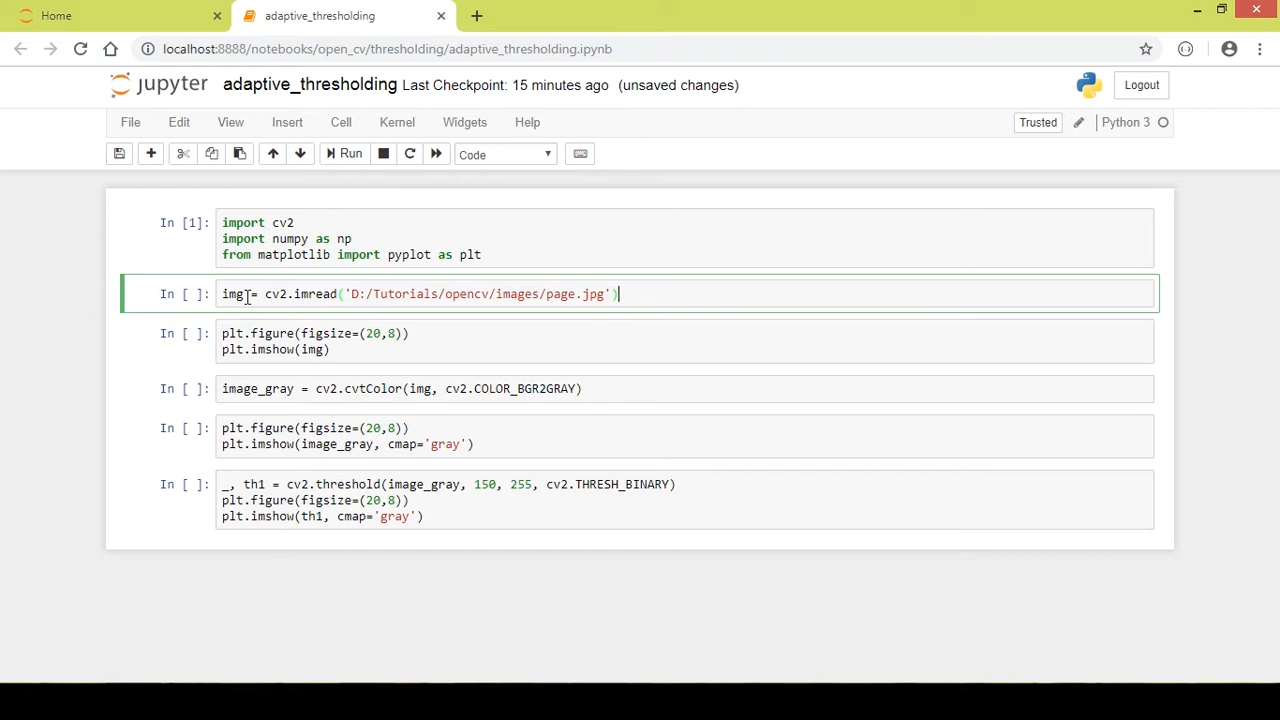 Home
adaptive_thresholding
localhost:8888/notebooks/open_cv/thresholding/adaptive_thresholding.ipynb
jupyter adaptive_thresholding Last Checkpoint: 15 minutes ago (unsaved changes) Logout
File Edit View Insert Cell Kernel Widgets Help Trusted Python 3
Run Code
In [1]: import cv2
import numpy as np
from matplotlib import pyplot as plt
In [ ]: img = cv2.imread('D:/Tutorials/opencv/images/page.jpg')
In [ ]: plt.figure(figsize=(20,8))
plt.imshow(img)
In [ ]: image_gray = cv2.cvtColor(img, cv2.COLOR_BGR2GRAY)
In [ ]: plt.figure(figsize=(20,8))
plt.imshow(image_gray, cmap='gray')
In [ ]: _, th1 = cv2.threshold(image_gray, 150, 255, cv2.THRESH_BINARY)
plt.figure(figsize=(20,8))
plt.imshow(th1, cmap='gray')